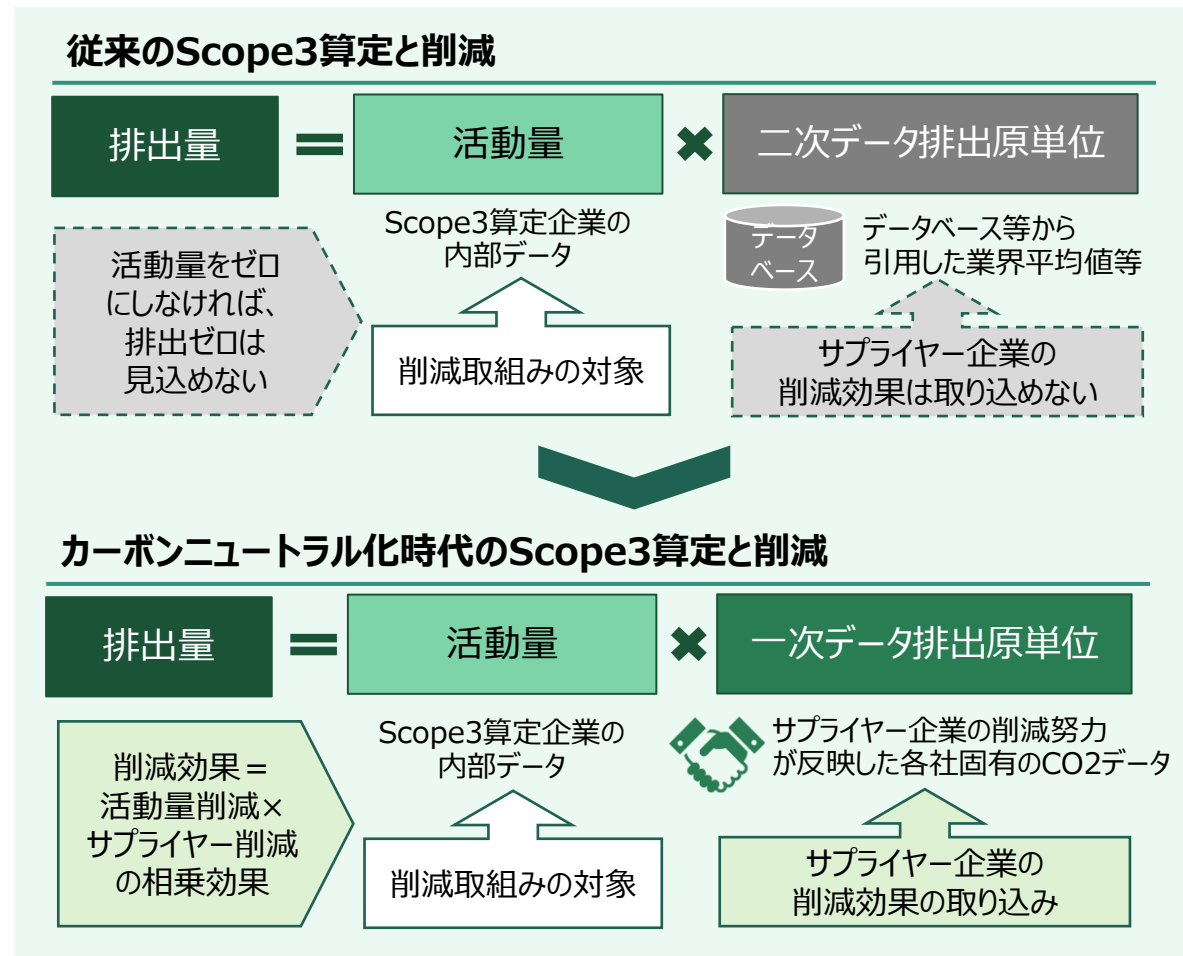 従来のScope3算定と削減
排出量 = 活動量 × 二次データ排出原単位
Scope3算定企業の
内部データ
データ
ベース
データベース等から
引用した業界平均値等
活動量をゼロ
にしなければ、
排出ゼロは
見込めない
削減取組みの対象
サプライヤー企業の
削減効果は取り込めない
カーボンニュートラル化時代のScope3算定と削減
排出量 = 活動量 × 一次データ排出原単位
Scope3算定企業の
内部データ
サプライヤー企業の削減努力
が反映した各社固有のCO2データ
削減効果＝
活動量削減×
サプライヤー削減
の相乗効果
削減取組みの対象
サプライヤー企業の
削減効果の取り込み